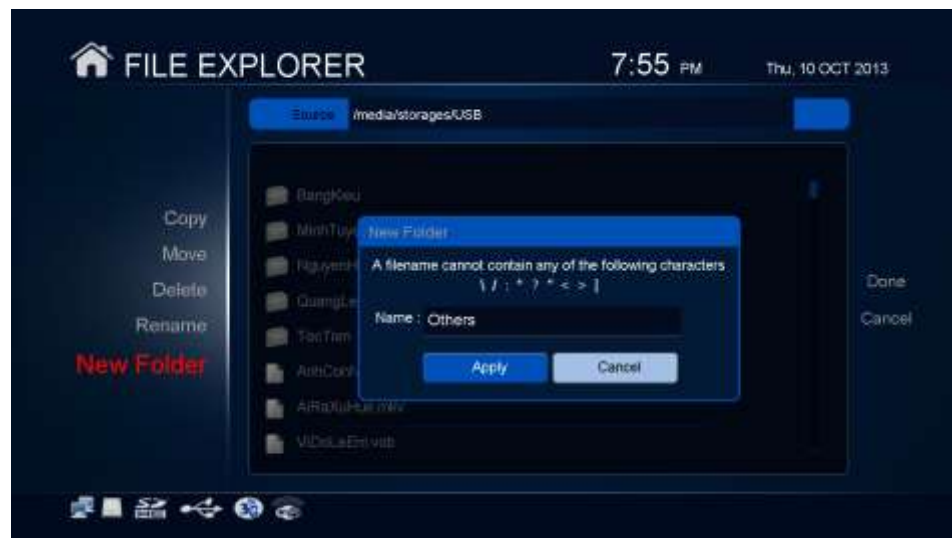 FILE EXPLORER
7:55 PM
Thu, 10 OCT 2013
Source
/media/storages/USB
Copy
Move
Delete
Rename
New Folder
BangKieu
New Folder
A filename cannot contain any of the following characters
\ / : * ? " < > |
Name : Others
Apply
Cancel
Done
Cancel